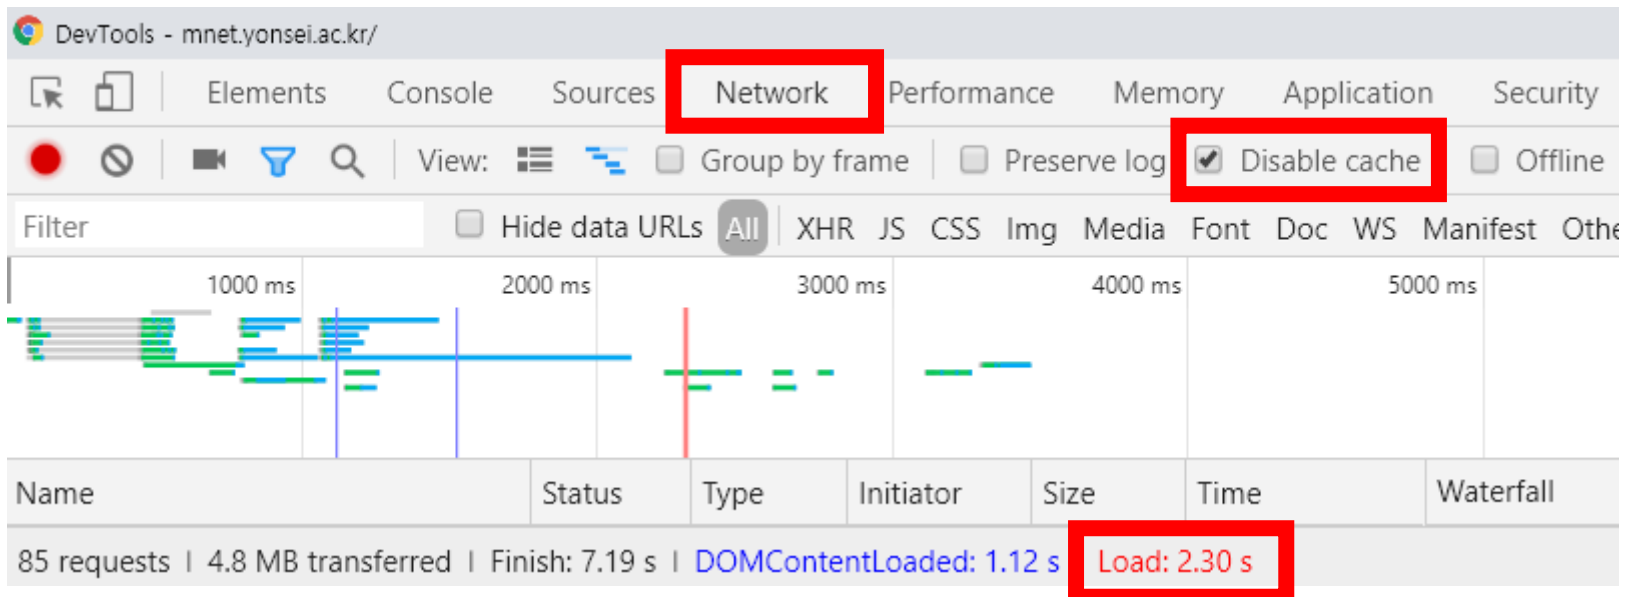 DevTools - mnet.yonsei.ac.kr/
Elements Console Sources Network Performance Memory Application Security
View: Group by frame Preserve log Disable cache Offline
Filter Hide data URLs All XHR JS CSS Img Media Font Doc WS Manifest Othe
1000 ms 2000 ms 3000 ms 4000 ms 5000 ms
Name Status Type Initiator Size Time Waterfall
85 requests | 4.8 MB transferred | Finish: 7.19 s | DOMContentLoaded: 1.12 s Load: 2.30 s